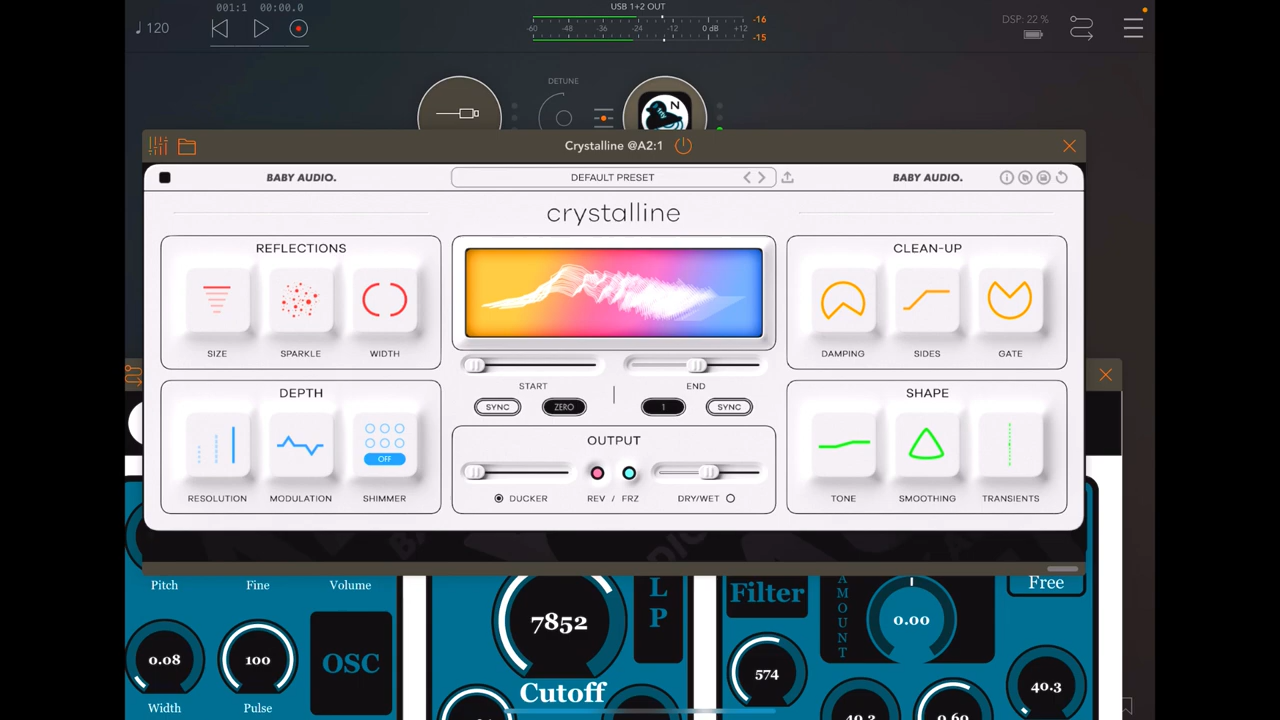 001:1 00:00.0
USB 1+2 OUT
♩120
-60 -48 -36 -24 -12 0 dB +12
-16
-15
DSP: 22 %
DETUNE
N
Crystalline @A2:1
BABY AUDIO.
DEFAULT PRESET
BABY AUDIO.
crystalline
REFLECTIONS
SIZE
SPARKLE
WIDTH
START
END
SYNC
ZERO
1
SYNC
CLEAN-UP
DAMPING
SIDES
GATE
DEPTH
OFF
RESOLUTION
MODULATION
SHIMMER
OUTPUT
DUCKER
REV / FRZ
DRY/WET
SHAPE
TONE
SMOOTHING
TRANSIENTS
Pitch
Fine
Volume
0.08
100
OSC
Width
Pulse
7852
Cutoff
LP
Filter
AMOUNT
0.00
Free
574
40.3
40.3
0.60